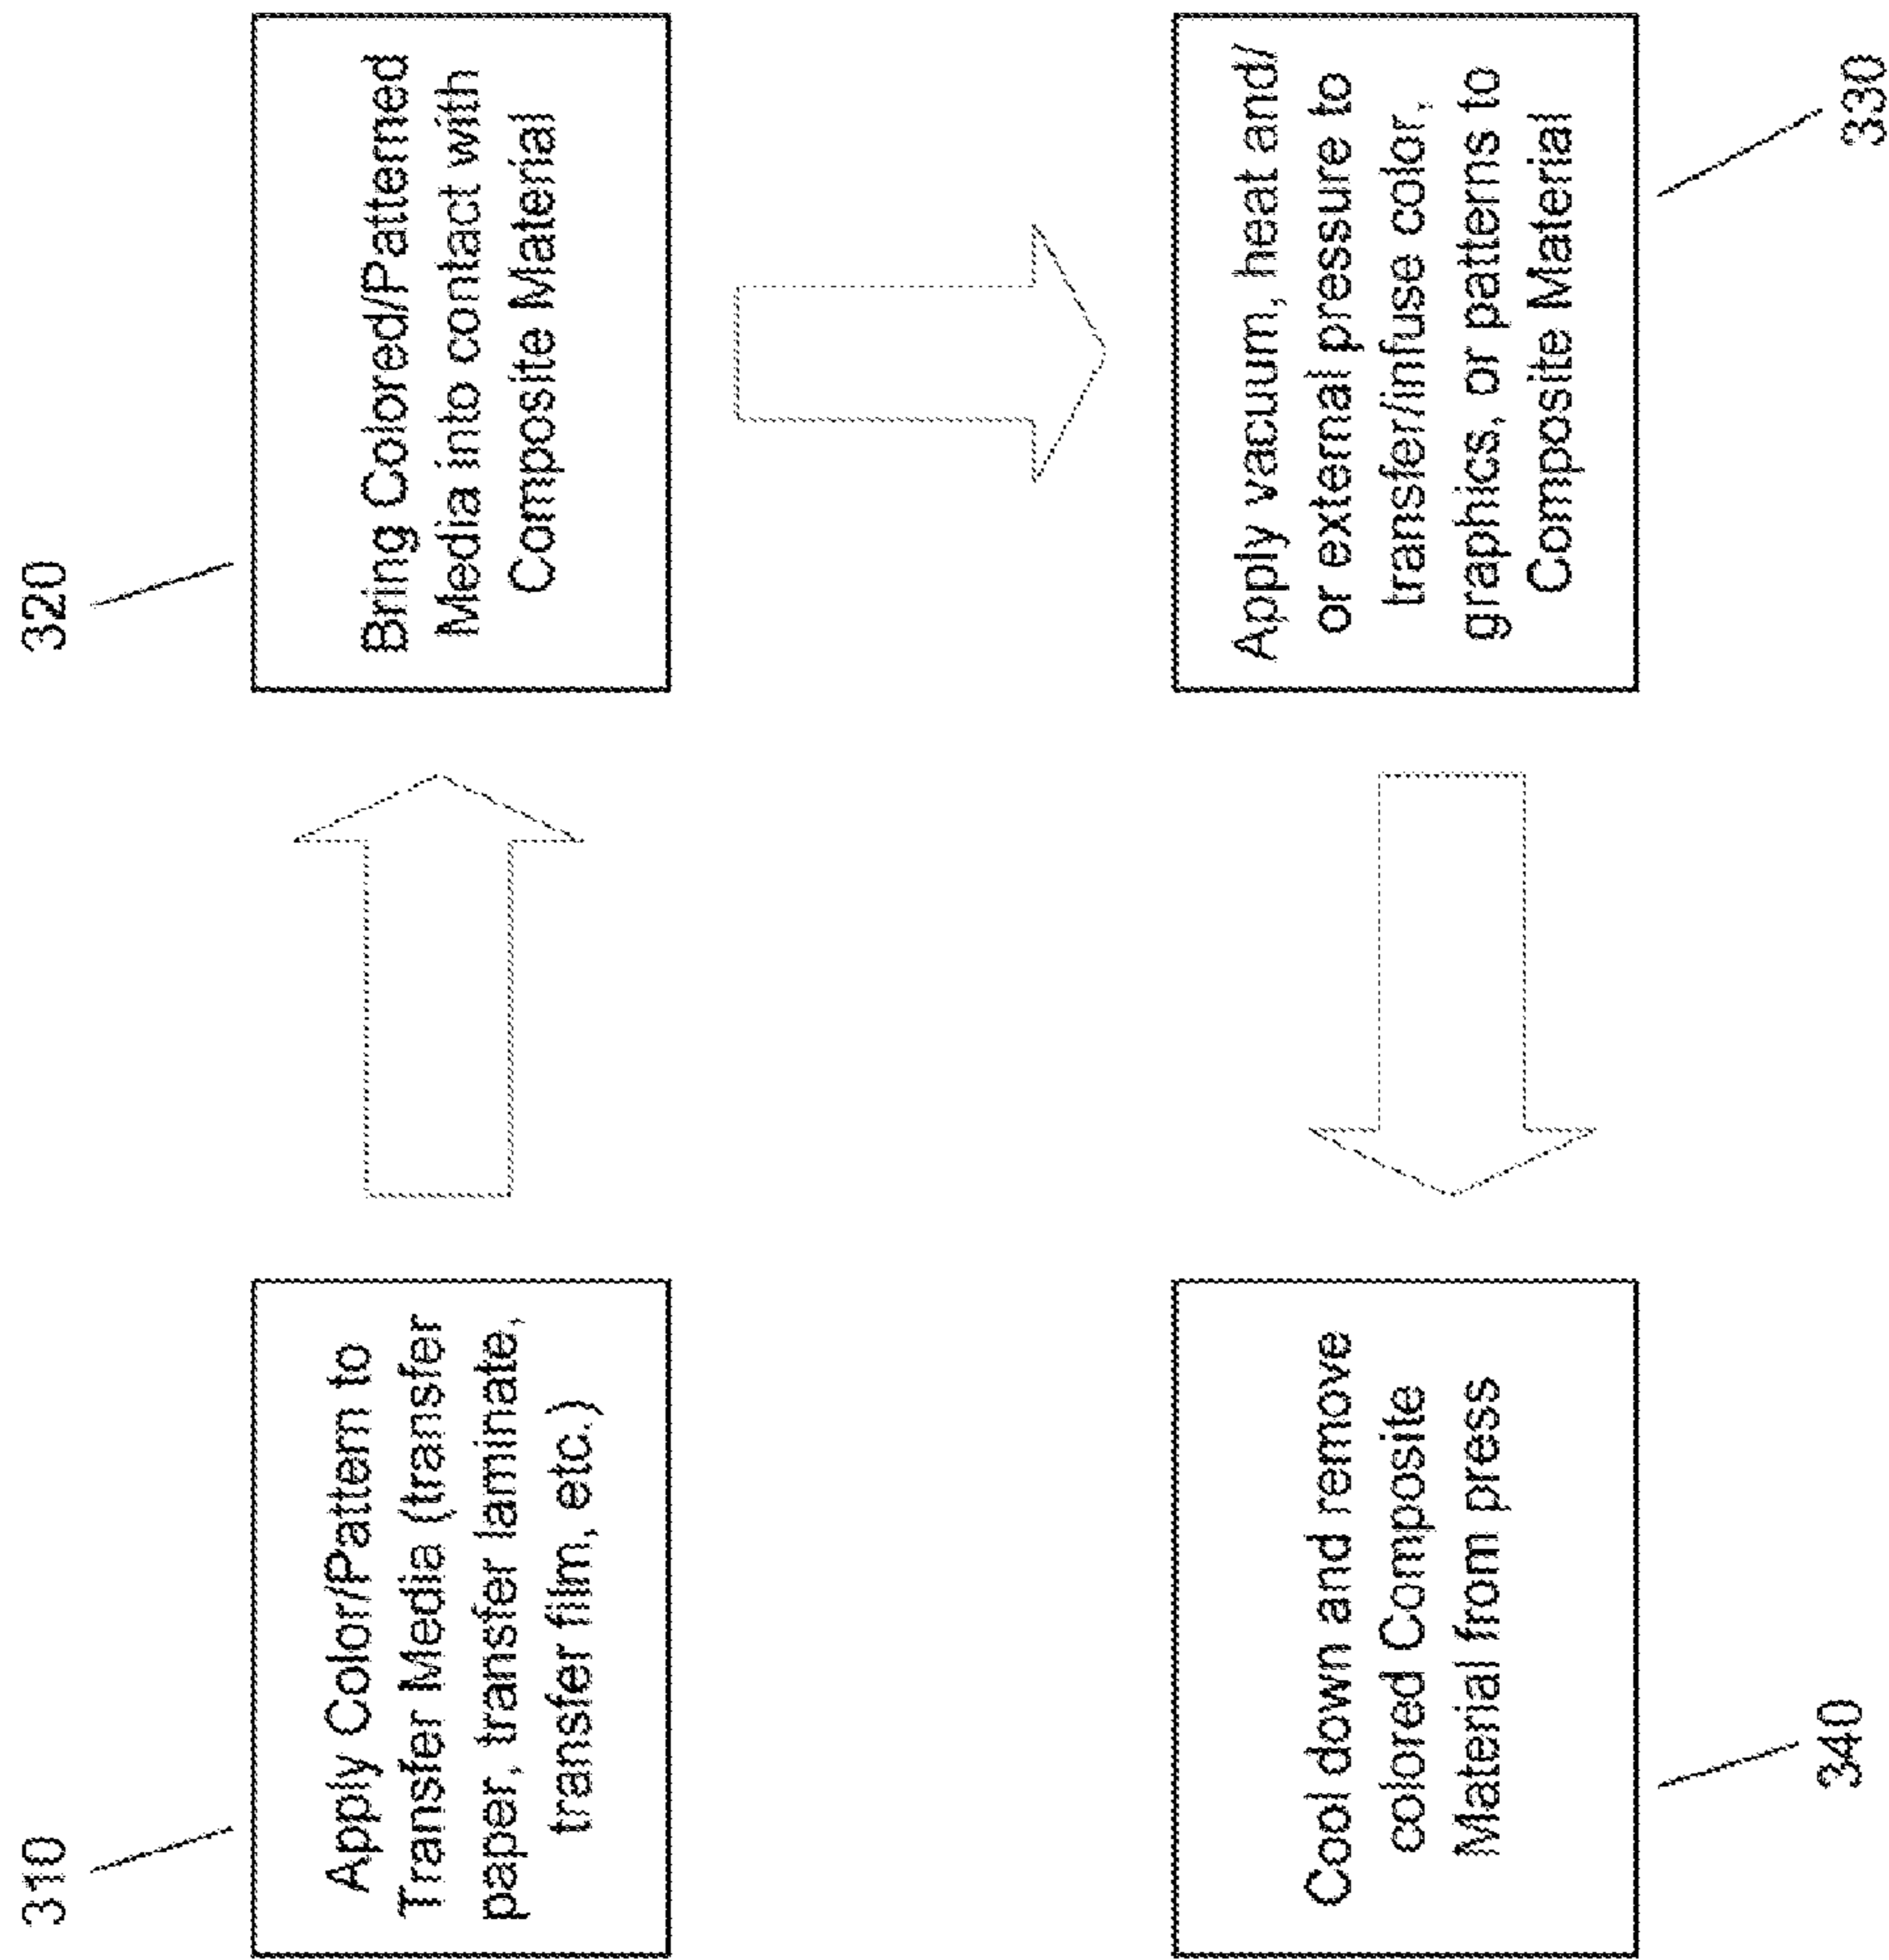 310
Apply Color/Pattern to
Transfer Media (transfer
paper, transfer laminate,
transfer film, etc.)
320
Bring Colored/Patterned
Media into contact with
Composite Material
330
Apply vacuum, heat and/
or external pressure to
transfer/infuse color,
graphics, or patterns to
Composite Material
340
Cool down and remove
colored Composite
Material from press